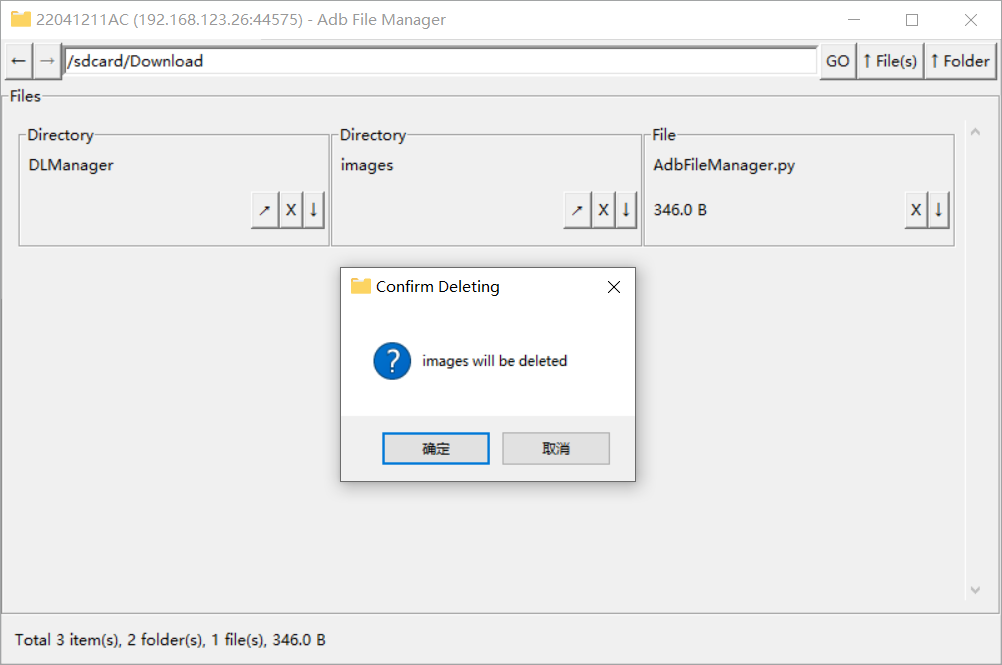 22041211AC (192.168.123.26:44575) - Adb File Manager
← → /sdcard/Download GO ↑ File(s) ↑ Folder
Files
Directory
DLManager
↗ X ↓
Directory
images
↗ X ↓
File
AdbFileManager.py
346.0 B X ↓
Confirm Deleting
images will be deleted
确定 取消
Total 3 item(s), 2 folder(s), 1 file(s), 346.0 B